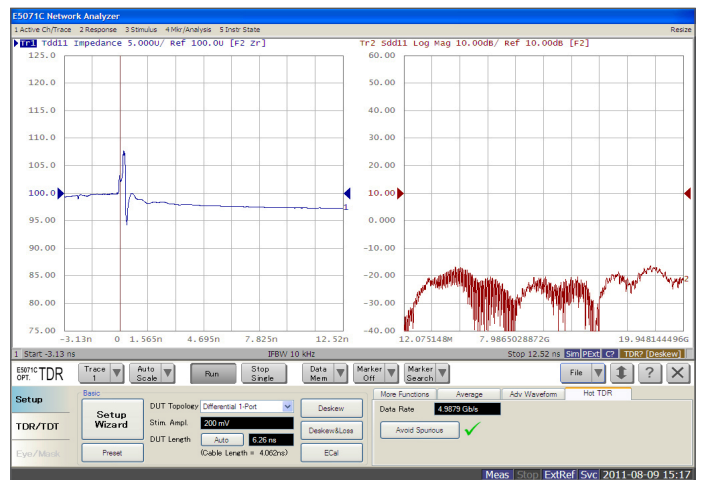 E5071C Network Analyzer
1 Active Ch/Trace 2 Response 3 Stimulus 4 Mkr/Analysis 5 Instr State Resize
Tr1 Tdd11 Impedance 5.000U/ Ref 100.0U [F2 Zr]
125.0
120.0
115.0
110.0
105.0
100.0
95.00
90.00
85.00
80.00
75.00
-3.13n 0 1.565n 4.695n 7.825n 12.52n
1
Tr2 Sdd11 Log Mag 10.00dB/ Ref 10.00dB [F2]
60.00
50.00
40.00
30.00
20.00
10.00
0.000
-10.00
-20.00
-30.00
-40.00
12.075148M 7.9865028872G 19.948144496G
2
1 Start -3.13 ns IFBW 10 kHz Stop 12.52 ns Sim PExt C? TDR? [Deskew]
E5071C OPT. TDR
Trace 1
Auto Scale
Run
Stop Single
Data Mem
Marker Off
Marker Search
File
?
X
Setup
TDR/TDT
Eye/Mask
Basic
Setup Wizard
Preset
DUT Topology Differential 1-Port
Stim. Ampl. 200 mV
DUT Length Auto 6.26 ns
(Cable Length = 4.062ns)
Deskew
Deskew&Loss
ECal
More Functions Average Adv Waveform Hot TDR
Data Rate 4.9879 Gb/s
Avoid Spurious
Meas Stop ExtRef Svc 2011-08-09 15:17